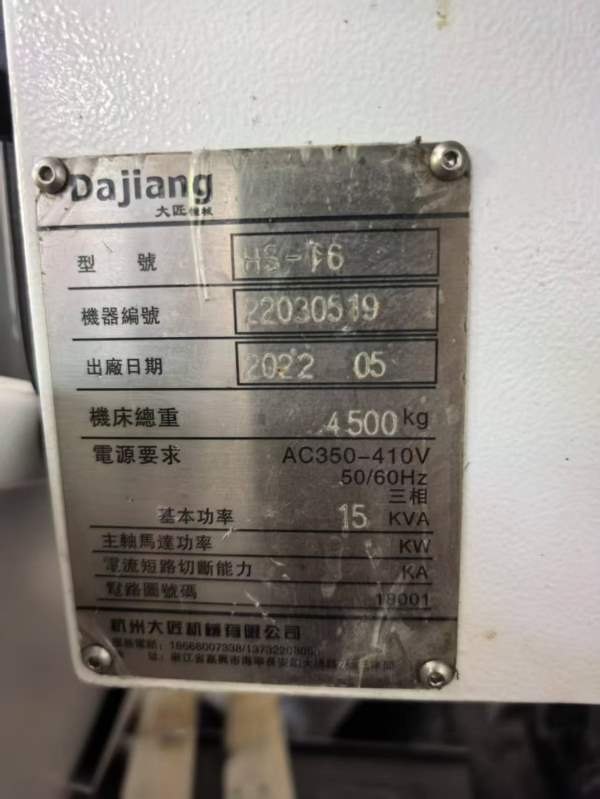 Dajiang
大匠機械
型 號 HS-16
機器編號 22030519
出廠日期 2022 05
機床總重 4500 kg
電源要求 AC350-410V
50/60Hz
三相
基本功率 15 KVA
主軸馬達功率 KW
電流短路切斷能力 KA
電路圖號碼 18001
杭州大匠机械有限公司